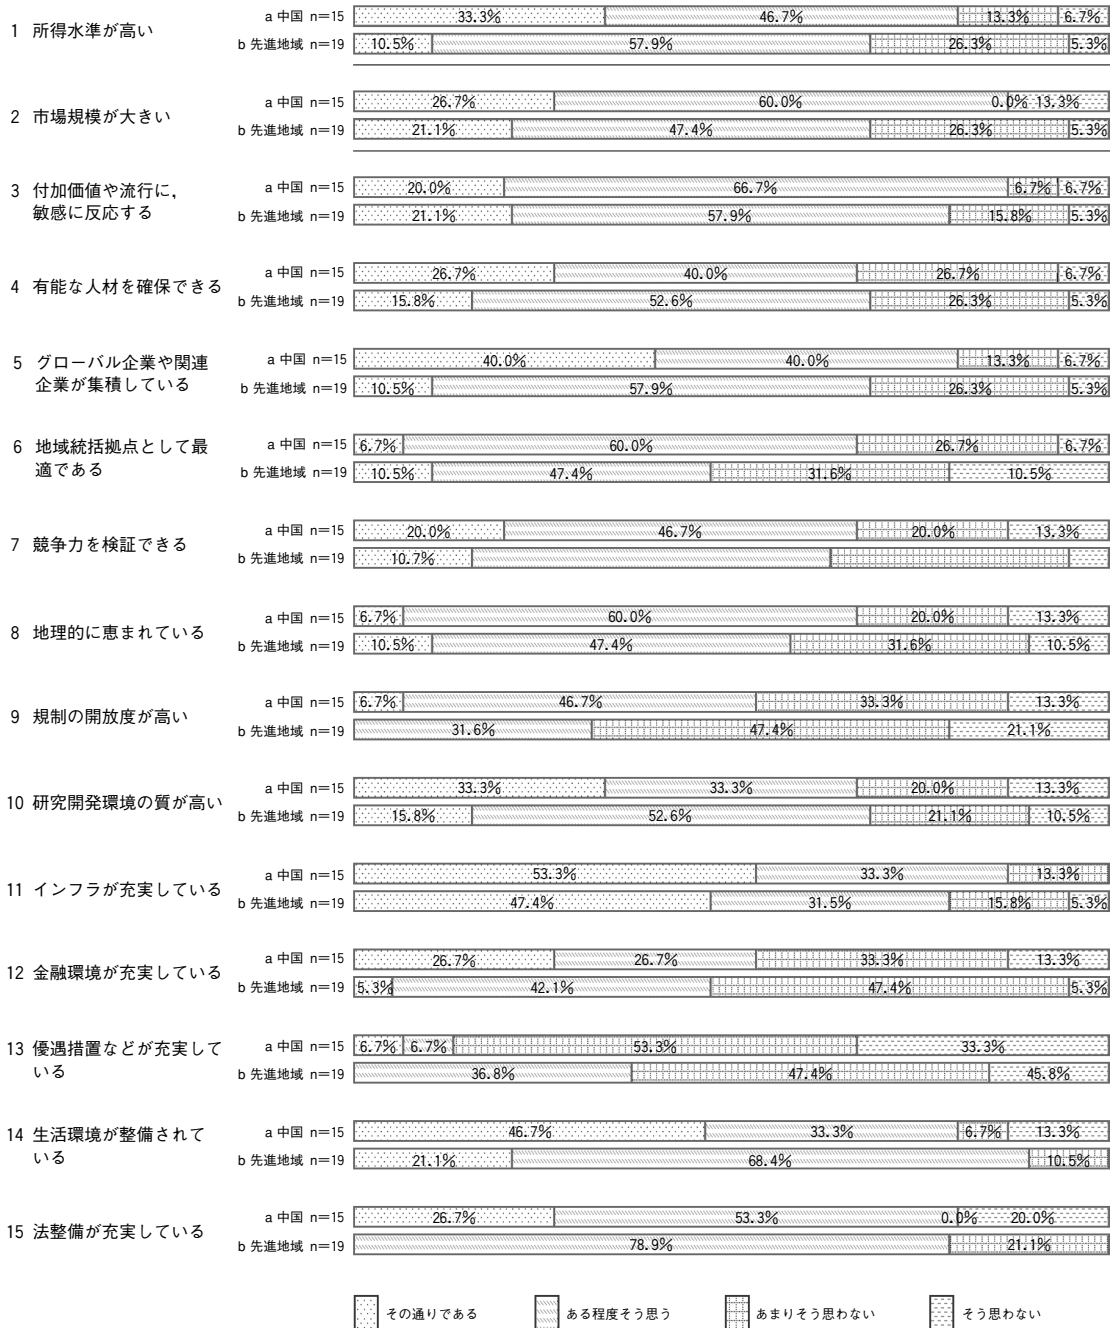 a 中国 n=15 33.3% 46.7% 13.3% 6.7%
1 所得水準が高い
b 先進地域 n=19 10.5% 57.9% 26.3% 5.3%
a 中国 n=15 26.7% 60.0% 0.0% 13.3%
2 市場規模が大きい
b 先進地域 n=19 21.1% 47.4% 26.3% 5.3%
a 中国 n=15 20.0% 66.7% 6.7% 6.7%
3 付加価値や流行に,
敏感に反応する
b 先進地域 n=19 21.1% 57.9% 15.8% 5.3%
a 中国 n=15 26.7% 40.0% 26.7% 6.7%
4 有能な人材を確保できる
b 先進地域 n=19 15.8% 52.6% 26.3% 5.3%
a 中国 n=15 40.0% 40.0% 13.3% 6.7%
5 グローバル企業や関連
企業が集積している
b 先進地域 n=19 10.5% 57.9% 26.3% 5.3%
a 中国 n=15 6.7% 60.0% 26.7% 6.7%
6 地域統括拠点として最
適である
b 先進地域 n=19 10.5% 47.4% 31.6% 10.5%
a 中国 n=15 20.0% 46.7% 20.0% 13.3%
7 競争力を検証できる
b 先進地域 n=19 10.7%
a 中国 n=15 6.7% 60.0% 20.0% 13.3%
8 地理的に恵まれている
b 先進地域 n=19 10.5% 47.4% 31.6% 10.5%
a 中国 n=15 6.7% 46.7% 33.3% 13.3%
9 規制の開放度が高い
b 先進地域 n=19 31.6% 47.4% 21.1%
a 中国 n=15 33.3% 33.3% 20.0% 13.3%
10 研究開発環境の質が高い
b 先進地域 n=19 15.8% 52.6% 21.1% 10.5%
a 中国 n=15 53.3% 33.3% 13.3%
11 インフラが充実している
b 先進地域 n=19 47.4% 31.5% 15.8% 5.3%
a 中国 n=15 26.7% 26.7% 33.3% 13.3%
12 金融環境が充実している
b 先進地域 n=19 5.3% 42.1% 47.4% 5.3%
a 中国 n=15 6.7% 6.7% 53.3% 33.3%
13 優遇措置などが充実して
いる
b 先進地域 n=19 36.8% 47.4% 45.8%
a 中国 n=15 46.7% 33.3% 6.7% 13.3%
14 生活環境が整備されて
いる
b 先進地域 n=19 21.1% 68.4% 10.5%
a 中国 n=15 26.7% 53.3% 0.0% 20.0%
15 法整備が充実している
b 先進地域 n=19 78.9% 21.1%
その通りである ある程度そう思う あまりそう思わない そう思わない